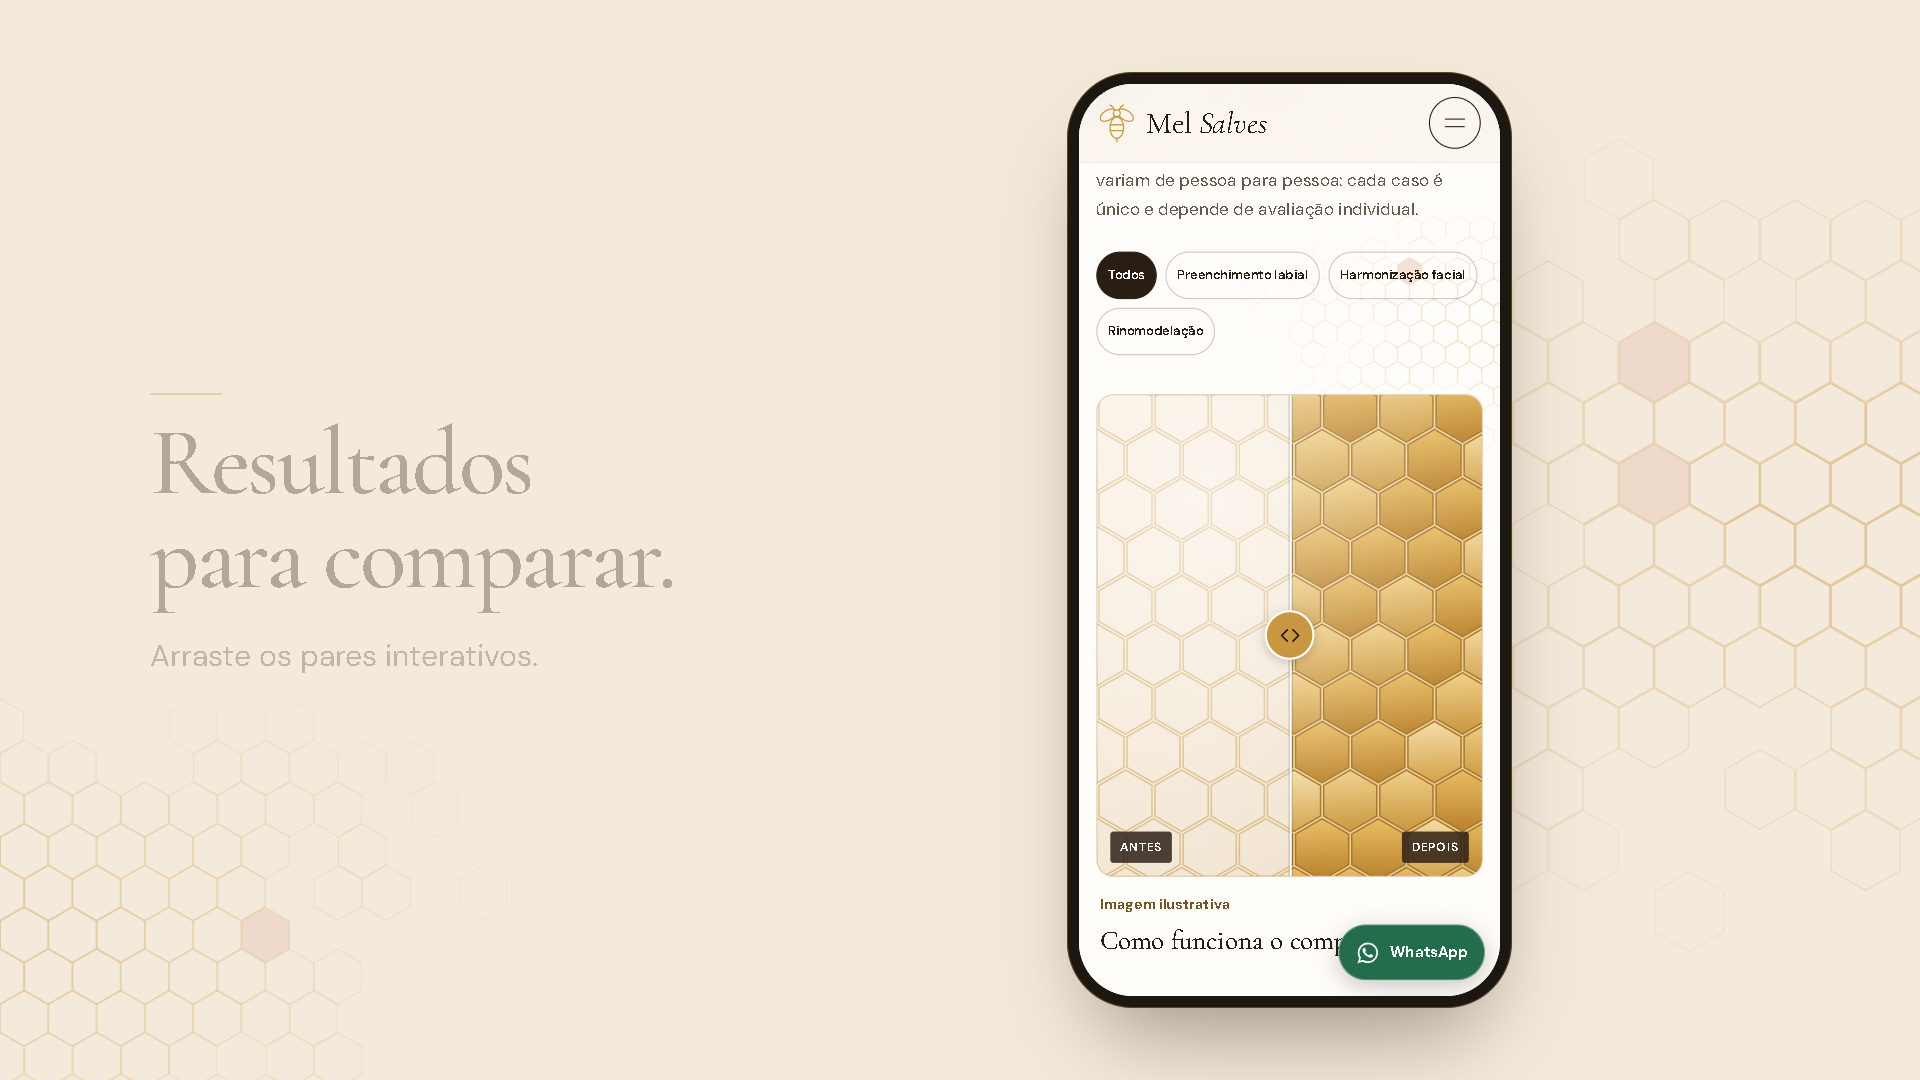 Resultados
para comparar.
Arraste os pares interativos.
Mel Salves
variam de pessoa para pessoa: cada caso é
único e depende de avaliação individual.
Todos
Preenchimento labial
Harmonização facial
Rinomodelação
ANTES
DEPOIS
Imagem ilustrativa
Como funciona o comp
WhatsApp